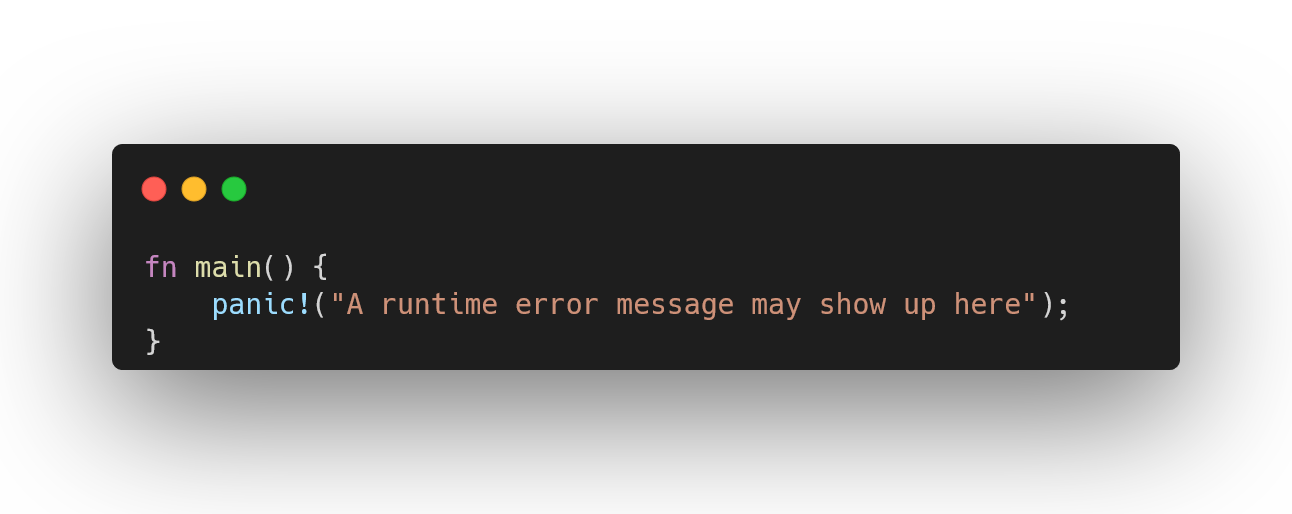 fn main() {
    panic!("A runtime error message may show up here");
}